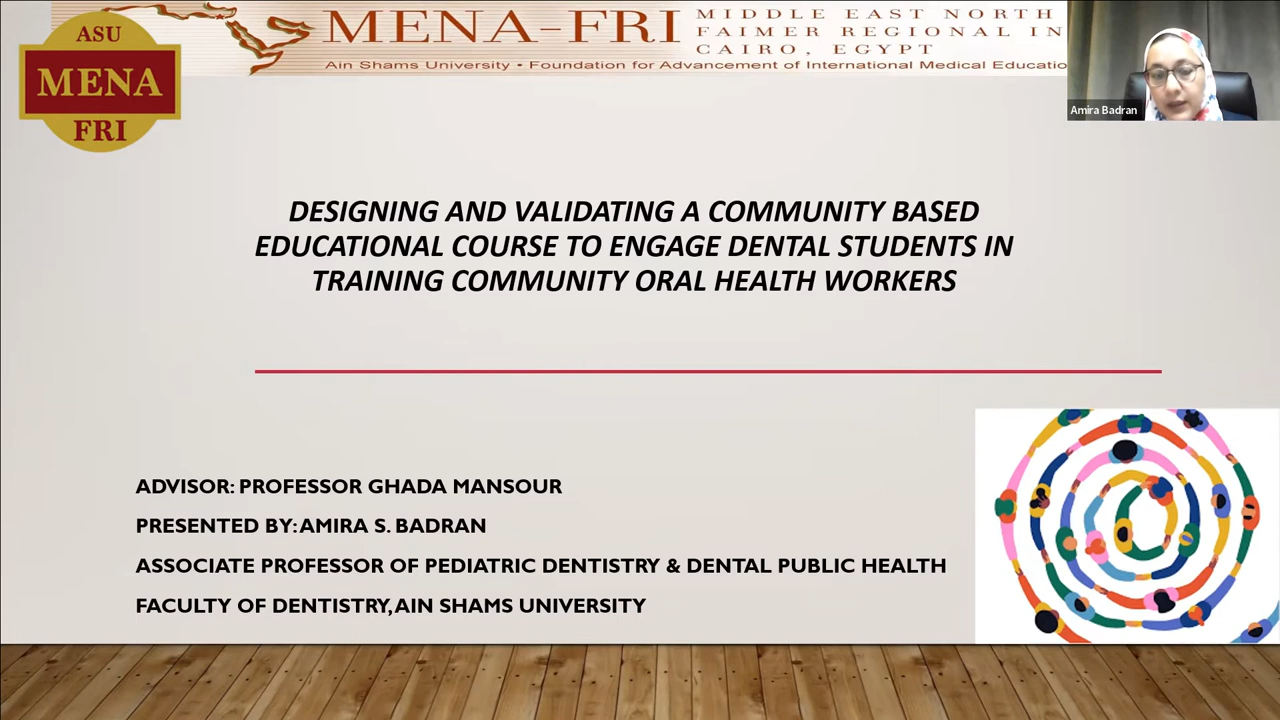 ASU
MENA
FRI
MENA-FRI
MIDDLE EAST NORTH
FAIMER REGIONAL IN
CAIRO, EGYPT
Ain Shams University • Foundation for Advancement of International Medical Educatio
Amira Badran
DESIGNING AND VALIDATING A COMMUNITY BASED
EDUCATIONAL COURSE TO ENGAGE DENTAL STUDENTS IN
TRAINING COMMUNITY ORAL HEALTH WORKERS
ADVISOR: PROFESSOR GHADA MANSOUR
PRESENTED BY: AMIRA S. BADRAN
ASSOCIATE PROFESSOR OF PEDIATRIC DENTISTRY & DENTAL PUBLIC HEALTH
FACULTY OF DENTISTRY, AIN SHAMS UNIVERSITY